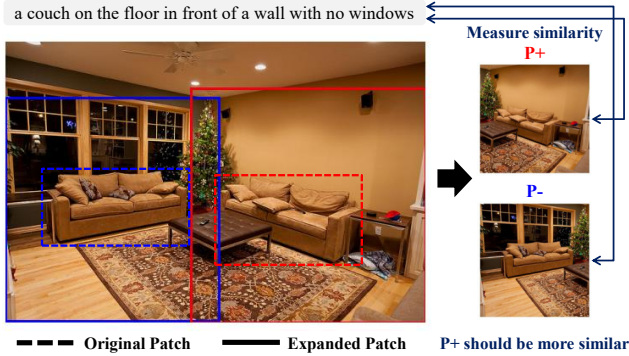 a couch on the floor in front of a wall with no windows
Measure similarity
P+
P-
Original Patch
Expanded Patch
P+ should be more similar